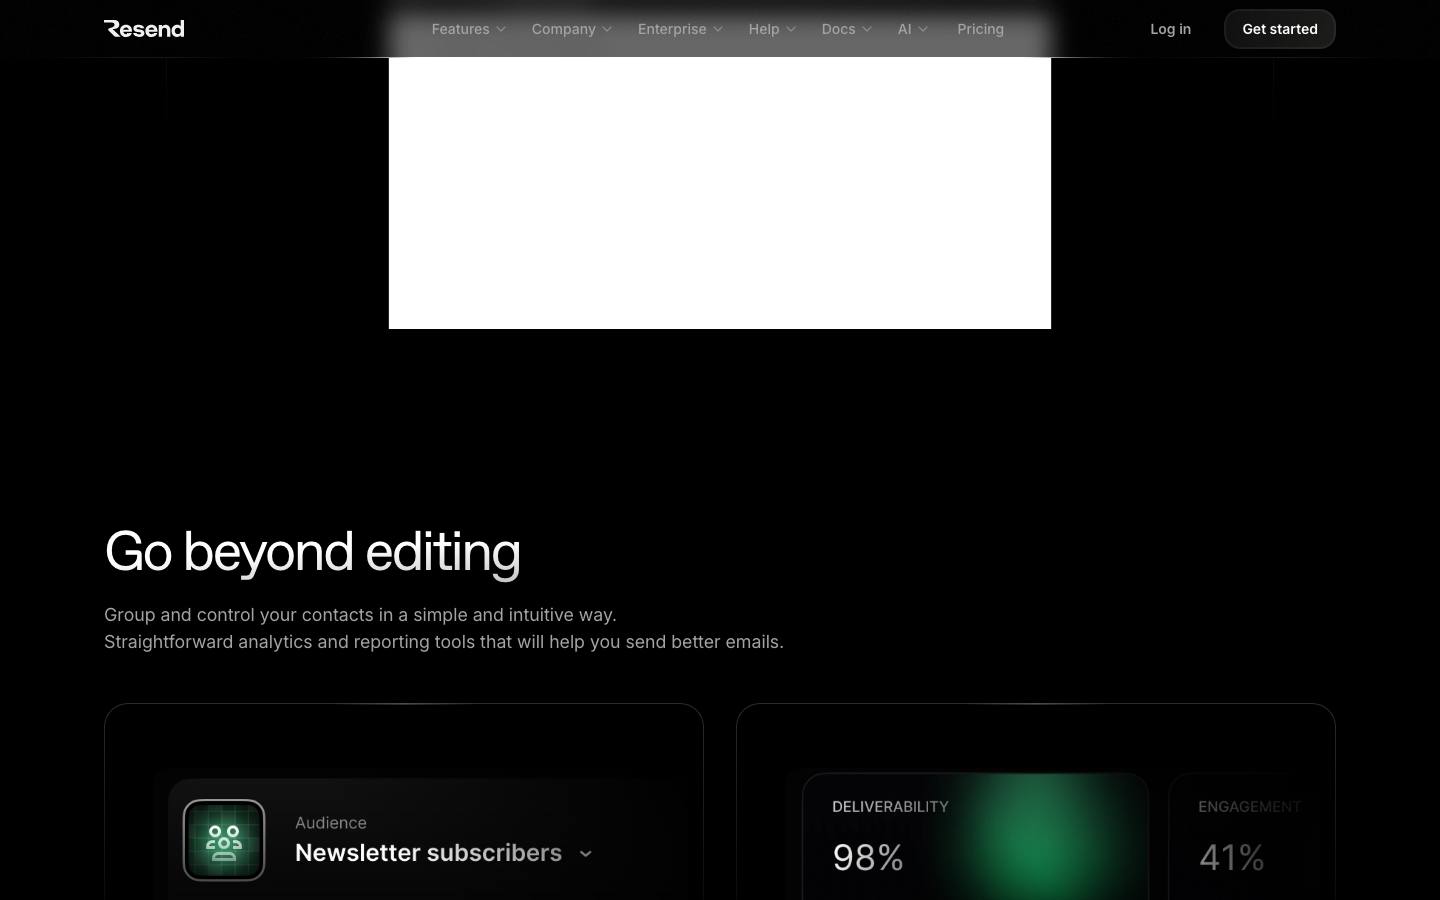 Resend
Features
Company
Enterprise
Help
Docs
AI
Pricing
Log in
Get started
Go beyond editing
Group and control your contacts in a simple and intuitive way.
Straightforward analytics and reporting tools that will help you send better emails.
Audience
Newsletter subscribers
DELIVERABILITY
98%
ENGAGEMENT
41%